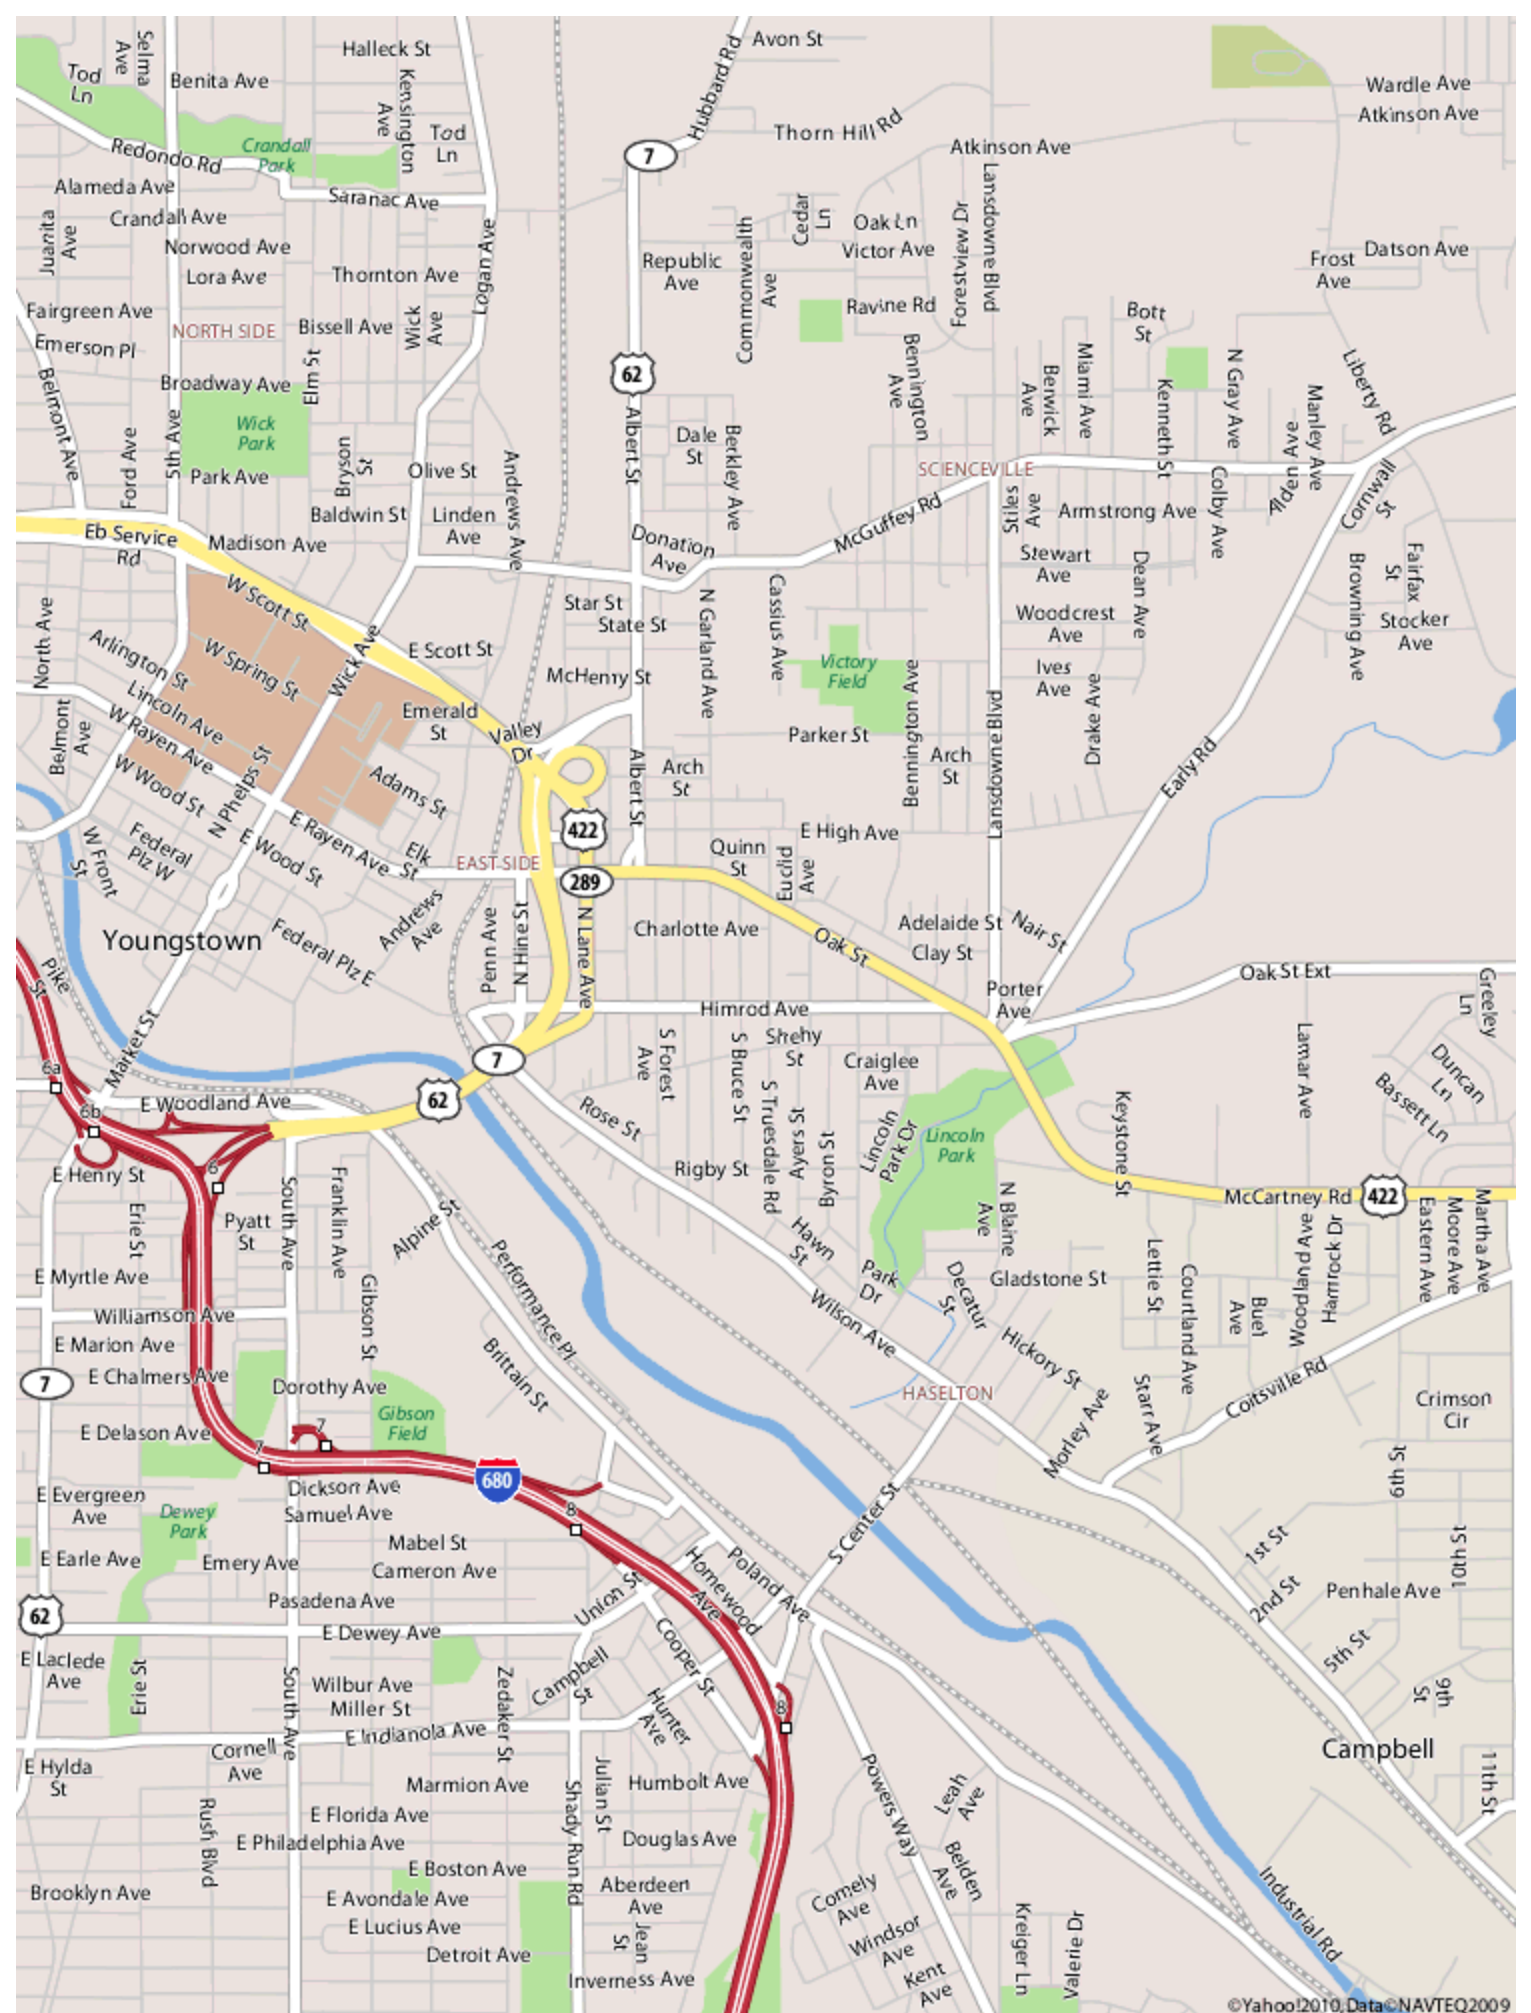 Selma
Ave
Halleck St
Avon St
Hubbard Rd
Tod
Ln
Benita Ave
Kensington
Ave
Wardle Ave
Atkinson Ave
Thorn Hill Rd
Tod
Ln
Crandall
Park
7
Atkinson Ave
Redondo Rd
Alameda Ave
Saranac Ave
Lansdowne Blvd
Crandall Ave
Cedar
Ln
Oak Ln
Forestview Dr
Juanita
Ave
Norwood Ave
Victor Ave
Datson Ave
Republic
Ave
Commonwealth
Ave
Frost
Ave
Lora Ave
Thornton Ave
Logan Ave
Fairgreen Ave
Ravine Rd
Bott
St
NORTH SIDE
Bissell Ave
Wick
Ave
Emerson Pl
Belmont Ave
Elm St
Broadway Ave
62
Bennington
Ave
Berwick
Ave
Miami Ave
Kenneth St
N Gray Ave
Manley Ave
Liberty Rd
Wick
Park
5th Ave
Ford Ave
Albert St
Dale
St
Berkley Ave
Bryson
St
Olive St
Andrews Ave
Park Ave
SCIENCEVILLE
Alden Ave
Cornwall
St
Colby Ave
Stiles
Ave
Armstrong Ave
Baldwin St
Linden
Ave
McGuffey Rd
Eb Service
Rd
Madison Ave
Donation
Ave
Stewart
Ave
Dean Ave
Browning Ave
Fairfax
St
W Scott St
Star St
State St
N Garland Ave
Cassius Ave
Woodcrest
Ave
Stocker
Ave
North Ave
Arlington St
W Spring St
Wick Ave
E Scott St
McHenry St
Victory
Field
Bennington Ave
Ives
Ave
Drake Ave
Lincoln Ave
W Rayen Ave
Emerald
St
Valley
Dr
Parker St
Lansdowne Blvd
Belmont
Ave
Arch
St
Arch
St
Early Rd
W Wood St
N Phelps St
Adams St
Albert St
422
E High Ave
W Front
St
Federal
Plz W
E Wood St
E Rayen Ave
Elk
St
EAST SIDE
289
Quinn
St
Euclid
Ave
Andrews
Ave
Penn Ave
N Hine St
N Lane Ave
Charlotte Ave
Oak St
Adelaide St
Nair St
Clay St
Youngstown
Federal Plz E
Pike
St
Oak St Ext
Greeley
Ln
Porter
Ave
Himrod Ave
Market St
S Forest
Ave
S Bruce St
Shehy
St
Craiglee
Ave
Lamar Ave
Duncan
Ln
Bassett Ln
6a
7
62
6b
E Woodland Ave
Rose St
S Truesdale Rd
Ayers St
Byron St
Lincoln
Park Dr
Lincoln
Park
Keystone St
E Henry St
6
Rigby St
McCartney Rd
422
Erie St
Pyatt
St
South Ave
Franklin Ave
Alpine St
Performance Pl
Hawn
St
N Blaine
Ave
Lettie St
Courtland Ave
Woodland Ave
Hamrock Dr
Eastern Ave
Moore Ave
Martha Ave
E Myrtle Ave
Gibson St
Park
Dr
Decatur
St
Gladstone St
Buel
Ave
Williamson Ave
Wilson Ave
E Marion Ave
Brittain St
Hickory St
7
E Chalmers Ave
Dorothy Ave
HASELTON
Starr Ave
Coitsville Rd
Crimson
Cir
Gibson
Field
E Delason Ave
7
7
Morley Ave
6th St
680
Dickson Ave
E Evergreen
Ave
Samuel Ave
8
Dewey
Park
S Center St
1st St
10th St
E Earle Ave
Emery Ave
Mabel St
Cameron Ave
Homewood
Ave
Poland Ave
Penhale Ave
2nd St
Pasadena Ave
62
Union St
E Dewey Ave
Cooper St
5th St
E Laclede
Ave
Erie St
South Ave
Wilbur Ave
Miller St
Zedaker St
Campbell
St
Hunter
Ave
8
9th
St
E Indianola Ave
Cornell
Ave
Campbell
E Hylda
St
Marmion Ave
Julian St
Humbolt Ave
Powers Way
Leah
Ave
11th St
Rush Blvd
E Florida Ave
Shady Run Rd
Douglas Ave
E Philadelphia Ave
E Boston Ave
Belden
Ave
Brooklyn Ave
E Avondale Ave
Aberdeen
Ave
Comely
Ave
E Lucius Ave
Jean
St
Windsor
Ave
Kreiger Ln
Valerie Dr
Industrial Rd
Detroit Ave
Inverness Ave
Kent
Ave
©Yahoo!2010, Data©NAVTEQ2009